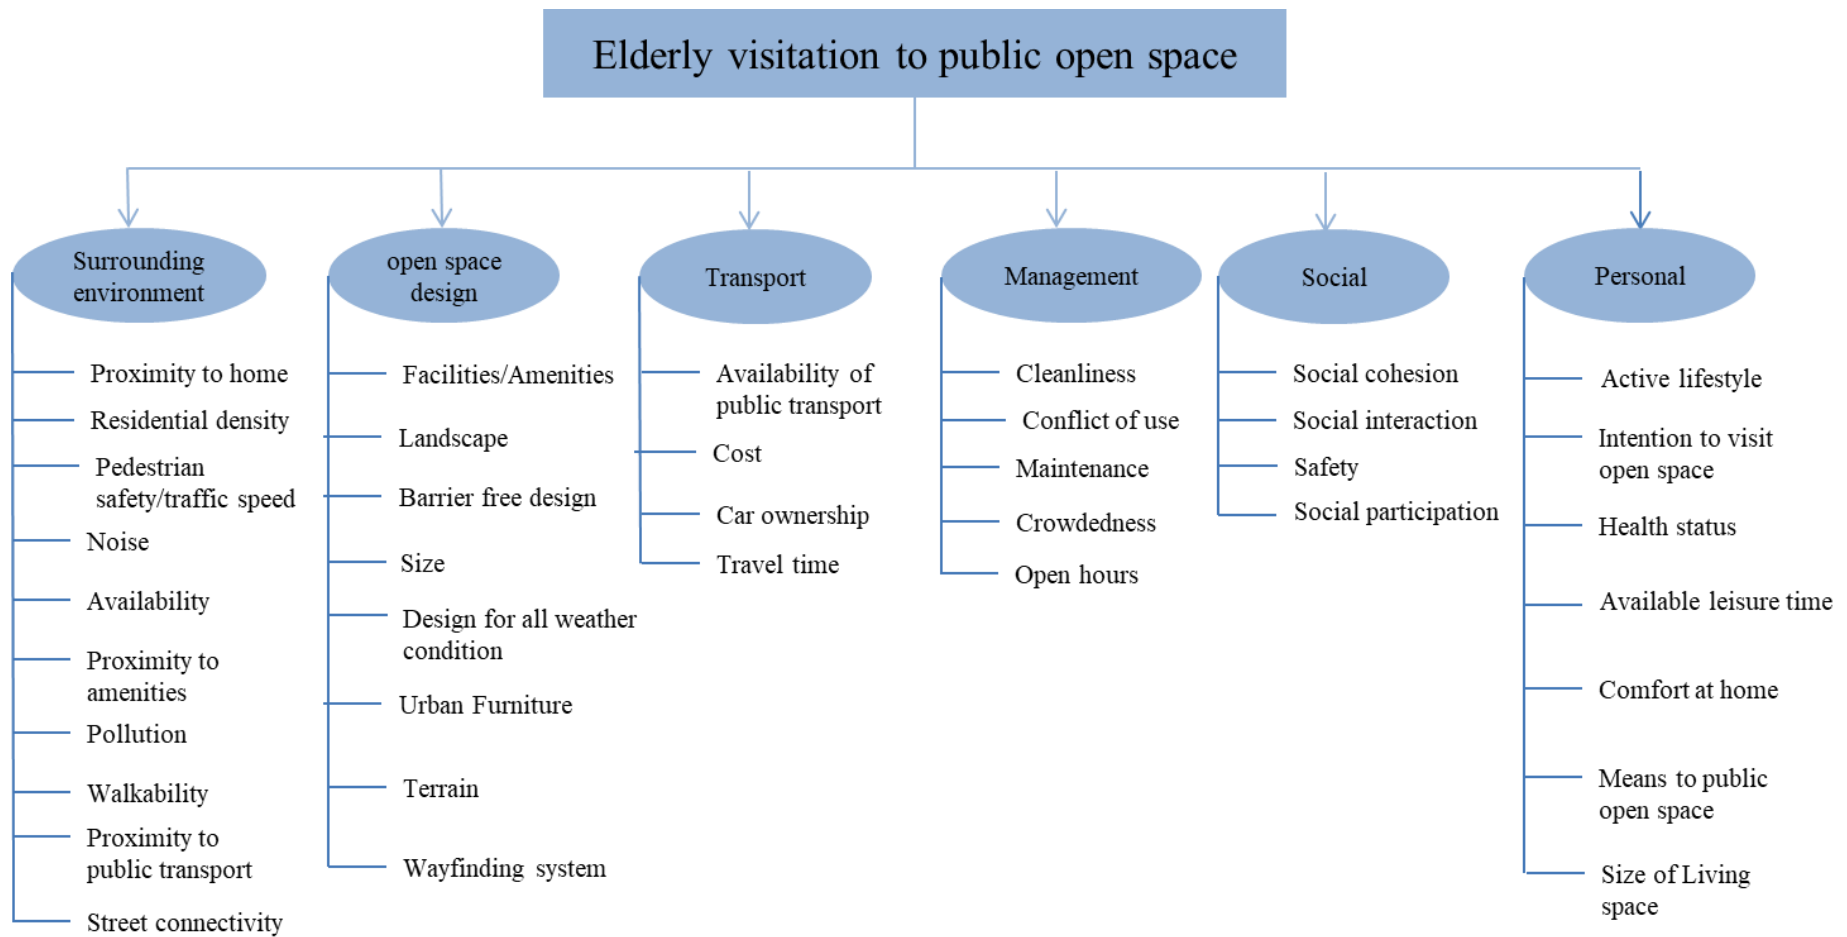 Elderly visitation to public open space
Surrounding
environment
Proximity to home
Residential density
Pedestrian
safety/traffic speed
Noise
Availability
Proximity to
amenities
Pollution
Walkability
Proximity to
public transport
Street connectivity
open space
design
Facilities/Amenities
Landscape
Barrier free design
Size
Design for all weather
condition
Urban Furniture
Terrain
Wayfinding system
Transport
Availability of
public transport
Cost
Car ownership
Travel time
Management
Cleanliness
Conflict of use
Maintenance
Crowdedness
Open hours
Social
Social cohesion
Social interaction
Safety
Social participation
Personal
Active lifestyle
Intention to visit
open space
Health status
Available leisure time
Comfort at home
Means to public
open space
Size of Living
space